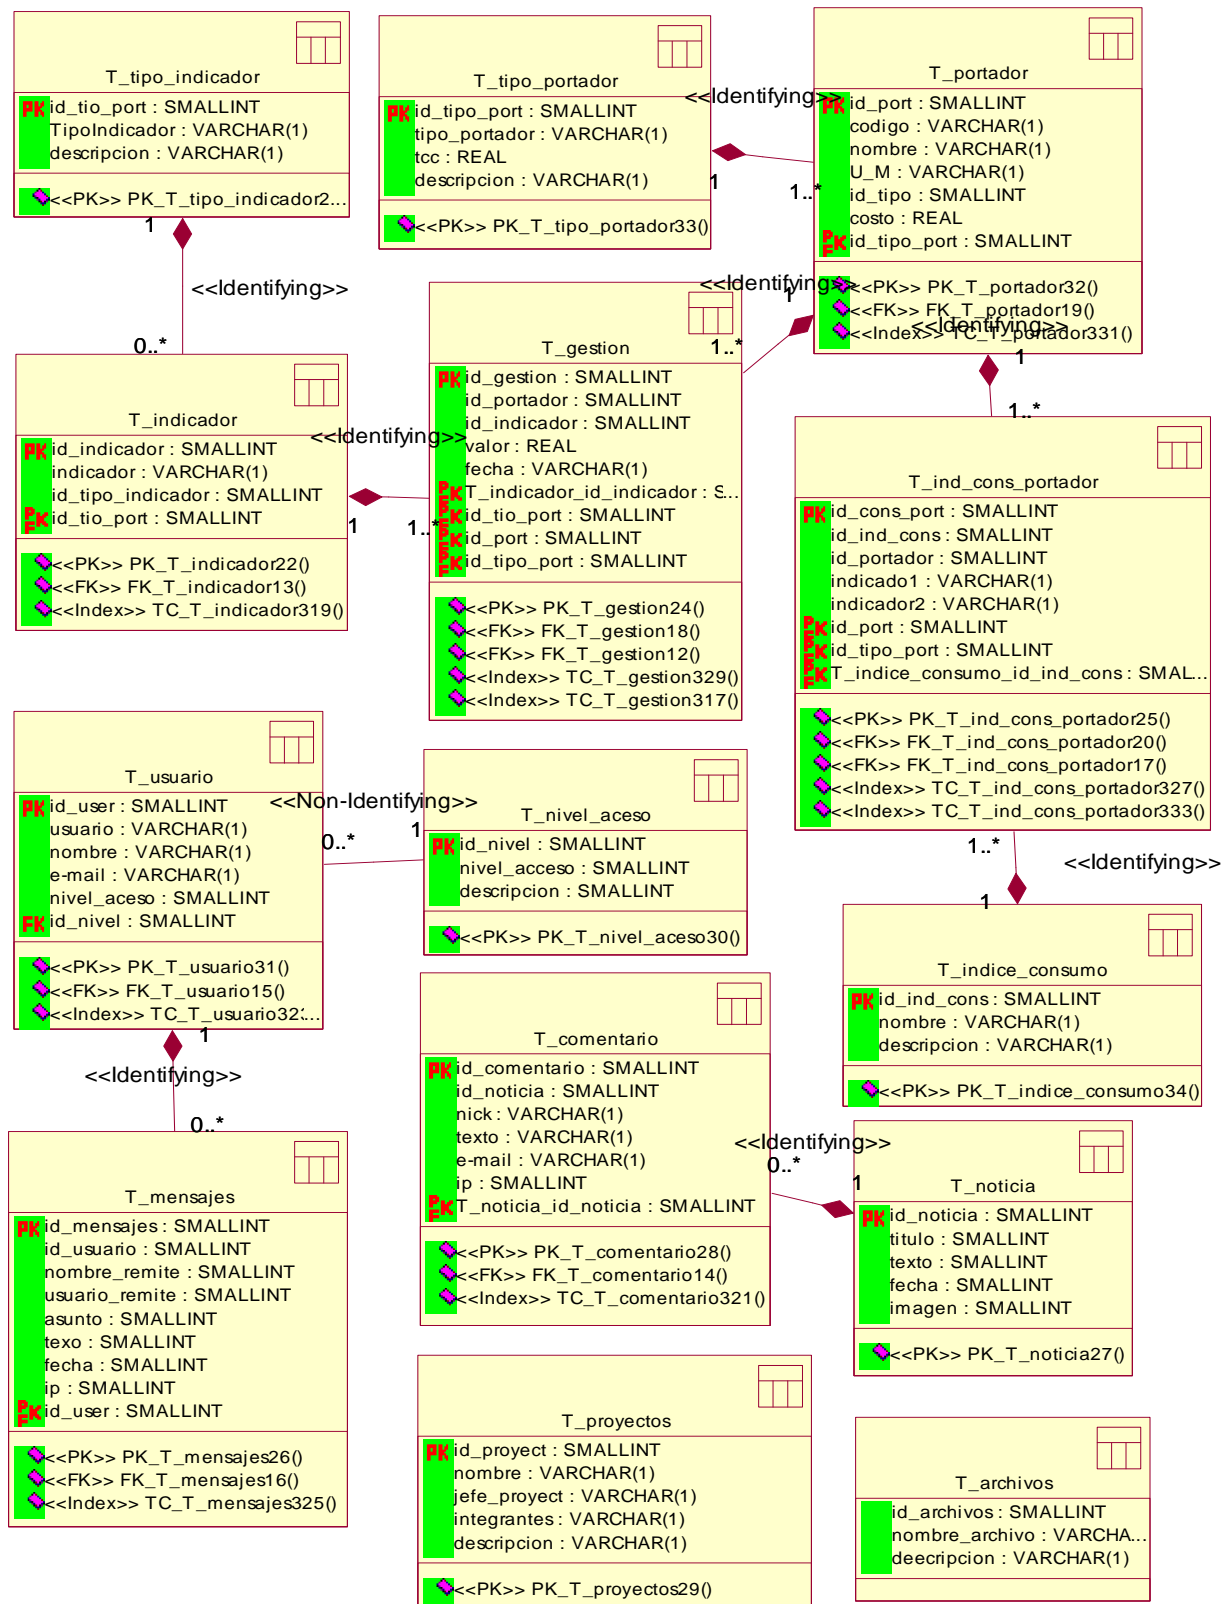 T_tipo_indicador
PK id_tio_port : SMALLINT
TipoIndicador : VARCHAR(1)
descripcion : VARCHAR(1)
<<PK>> PK_T_tipo_indicador2...
1
<<Identifying>>
0..*
T_tipo_portador
PK id_tipo_port : SMALLINT
tipo_portador : VARCHAR(1)
tcc : REAL
descripcion : VARCHAR(1)
<<PK>> PK_T_tipo_portador33()
<<Identifying>>
1
1..*
T_portador
PK id_port : SMALLINT
codigo : VARCHAR(1)
nombre : VARCHAR(1)
U_M : VARCHAR(1)
id_tipo : SMALLINT
costo : REAL
PFK id_tipo_port : SMALLINT
<<PK>> PK_T_portador32()
<<FK>> FK_T_portador19()
<<Index>> TC_T_portador331()
<<Identifying>>
1
1..*
<<Identifying>>
1
1..*
T_indicador
PK id_indicador : SMALLINT
indicador : VARCHAR(1)
id_tipo_indicador : SMALLINT
PFK id_tio_port : SMALLINT
<<PK>> PK_T_indicador22()
<<FK>> FK_T_indicador13()
<<Index>> TC_T_indicador319()
<<Identifying>>
1
1..*
T_gestion
PK id_gestion : SMALLINT
id_portador : SMALLINT
id_indicador : SMALLINT
valor : REAL
fecha : VARCHAR(1)
PFK T_indicador_id_indicador : S...
PFK id_tio_port : SMALLINT
PFK id_port : SMALLINT
PFK id_tipo_port : SMALLINT
<<PK>> PK_T_gestion24()
<<FK>> FK_T_gestion18()
<<FK>> FK_T_gestion12()
<<Index>> TC_T_gestion329()
<<Index>> TC_T_gestion317()
T_ind_cons_portador
PK id_cons_port : SMALLINT
id_ind_cons : SMALLINT
id_portador : SMALLINT
indicado1 : VARCHAR(1)
indicador2 : VARCHAR(1)
PFK id_port : SMALLINT
PFK id_tipo_port : SMALLINT
PFK T_indice_consumo_id_ind_cons : SMAL...
<<PK>> PK_T_ind_cons_portador25()
<<FK>> FK_T_ind_cons_portador20()
<<FK>> FK_T_ind_cons_portador17()
<<Index>> TC_T_ind_cons_portador327()
<<Index>> TC_T_ind_cons_portador333()
1..*
<<Identifying>>
1
T_usuario
PK id_user : SMALLINT
usuario : VARCHAR(1)
nombre : VARCHAR(1)
e-mail : VARCHAR(1)
nivel_aceso : SMALLINT
FK id_nivel : SMALLINT
<<PK>> PK_T_usuario31()
<<FK>> FK_T_usuario15()
<<Index>> TC_T_usuario32...
<<Non-Identifying>>
0..*
1
T_nivel_aceso
PK id_nivel : SMALLINT
nivel_acceso : SMALLINT
descripcion : SMALLINT
<<PK>> PK_T_nivel_aceso30()
T_indice_consumo
PK id_ind_cons : SMALLINT
nombre : VARCHAR(1)
descripcion : VARCHAR(1)
<<PK>> PK_T_indice_consumo34()
1
<<Identifying>>
0..*
T_comentario
PK id_comentario : SMALLINT
id_noticia : SMALLINT
nick : VARCHAR(1)
texto : VARCHAR(1)
e-mail : VARCHAR(1)
ip : SMALLINT
PFK T_noticia_id_noticia : SMALLINT
<<PK>> PK_T_comentario28()
<<FK>> FK_T_comentario14()
<<Index>> TC_T_comentario321()
<<Identifying>>
0..*
1
T_noticia
PK id_noticia : SMALLINT
titulo : SMALLINT
texto : SMALLINT
fecha : SMALLINT
imagen : SMALLINT
<<PK>> PK_T_noticia27()
T_mensajes
PK id_mensajes : SMALLINT
id_usuario : SMALLINT
nombre_remite : SMALLINT
usuario_remite : SMALLINT
asunto : SMALLINT
texo : SMALLINT
fecha : SMALLINT
ip : SMALLINT
PFK id_user : SMALLINT
<<PK>> PK_T_mensajes26()
<<FK>> FK_T_mensajes16()
<<Index>> TC_T_mensajes325()
T_proyectos
PK id_proyect : SMALLINT
nombre : VARCHAR(1)
jefe_proyect : VARCHAR(1)
integrantes : VARCHAR(1)
descripcion : VARCHAR(1)
<<PK>> PK_T_proyectos29()
T_archivos
id_archivos : SMALLINT
nombre_archivo : VARCHA...
deecripcion : VARCHAR(1)